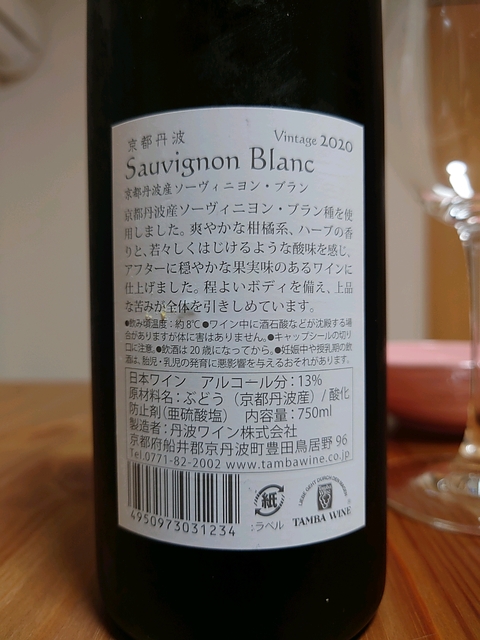 京都丹波
Vintage 2020
Sauvignon Blanc
京都丹波産ソーヴィニヨン・ブラン
京都丹波産ソーヴィニヨン・ブラン種を使
用しました。爽やかな柑橘系、ハーブの香
りと、若々しくはじけるような酸味を感じ、
アフターに穏やかな果実味のあるワインに
仕上げました。程よいボディを備え、上品
な苦みが全体を引きしめています。
●飲み頃温度：約8℃●ワイン中に酒石酸などが沈殿する場
合がありますが体に害はありません。●キャップシールの切り
口に注意。●飲酒は20歳になってから。●妊娠中や授乳期の飲
酒は、胎児・乳児の発育に悪影響を与えるおそれがあります。
日本ワイン アルコール分：13%
原材料名：ぶどう（京都丹波産）/酸化
防止剤（亜硫酸塩） 内容量：750ml
製造者：丹波ワイン株式会社
京都府船井郡京丹波町豊田鳥居野 96
Tel.0771-82-2002 www.tambawine.co.jp
4950973031234
紙
:ラベル
TAMBA WINE